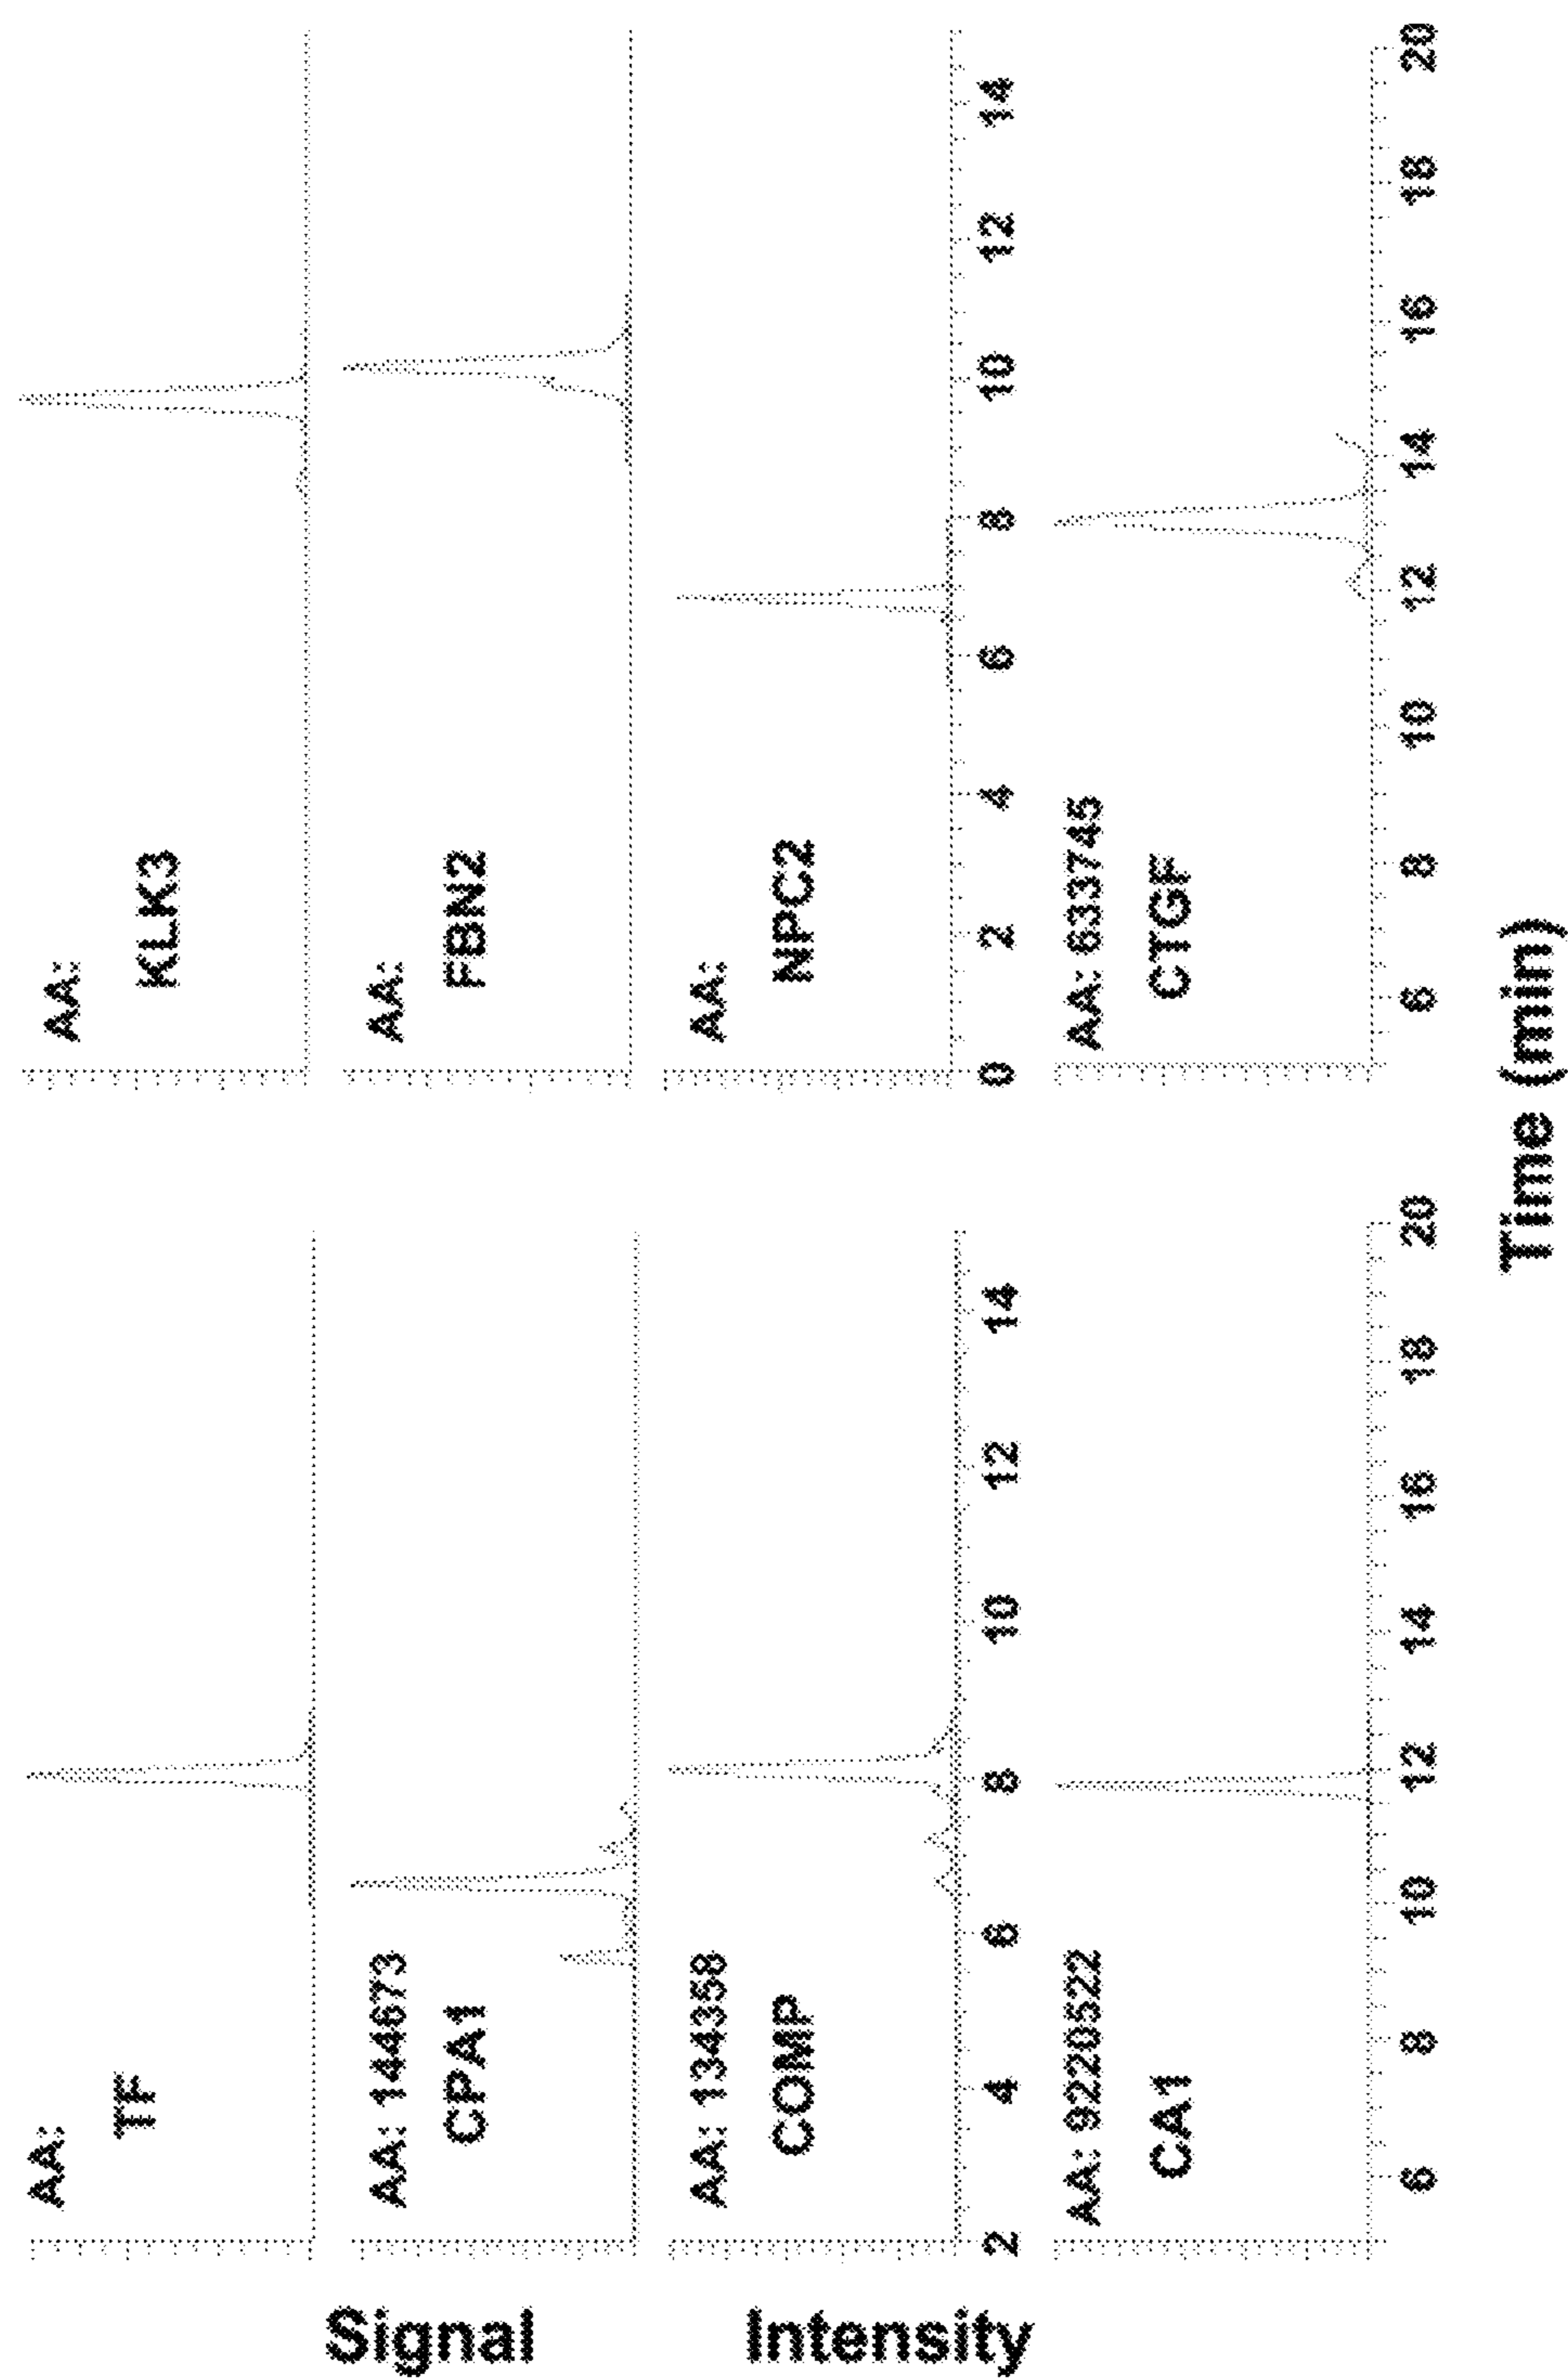 AA:
TF
AA:
KLK3
AA: 144673
CPA1
AA:
FBN2
AA: 134358
COMP
AA:
NPC2
2 4 6 8 10 12 14
0 2 4 6 8 10 12 14
AA: 9220522
CA1
AA: 633745
CTGF
6 8 10 12 14 16 18 20
6 8 10 12 14 16 18 20
Signal
Intensity
Time (min)